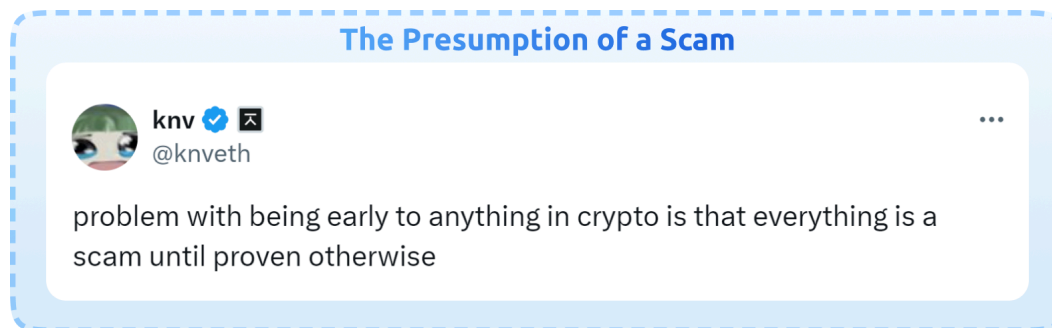 The Presumption of a Scam
knv
@knveth
problem with being early to anything in crypto is that everything is a
scam until proven otherwise